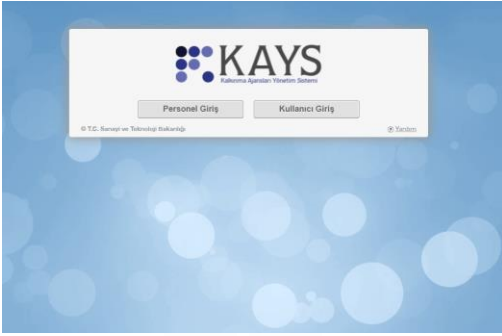 KAYS
Kalkınma Ajansları Yönetim Sistemi
Personel Giriş
Kullanıcı Giriş
© T.C. Sanayi ve Teknoloji Bakanlığı
Yardım